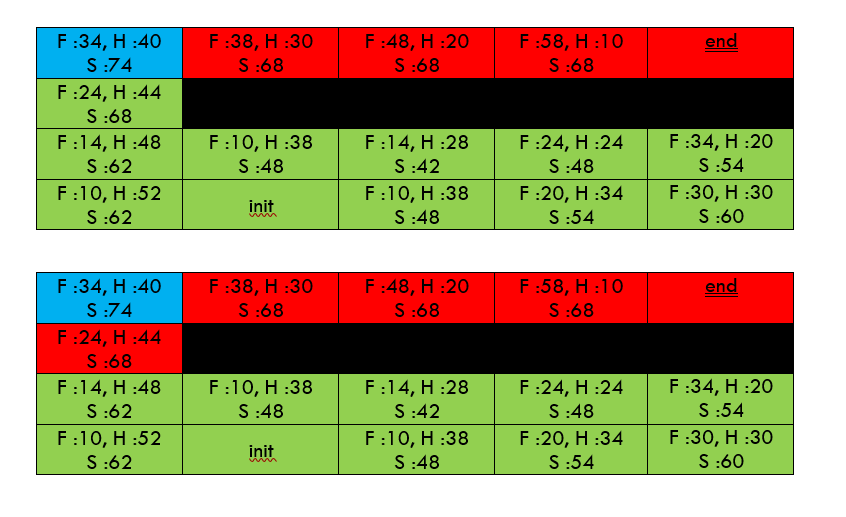 F :34, H :40 F :38, H :30 F :48, H :20 F :58, H :10 end
S :74 S :68 S :68 S :68
F :24, H :44
S :68
F :14, H :48 F :10, H :38 F :14, H :28 F :24, H :24 F :34, H :20
S :62 S :48 S :42 S :48 S :54
F :10, H :52 init F :10, H :38 F :20, H :34 F :30, H :30
S :62 S :48 S :54 S :60
F :34, H :40 F :38, H :30 F :48, H :20 F :58, H :10 end
S :74 S :68 S :68 S :68
F :24, H :44
S :68
F :14, H :48 F :10, H :38 F :14, H :28 F :24, H :24 F :34, H :20
S :62 S :48 S :42 S :48 S :54
F :10, H :52 init F :10, H :38 F :20, H :34 F :30, H :30
S :62 S :48 S :54 S :60